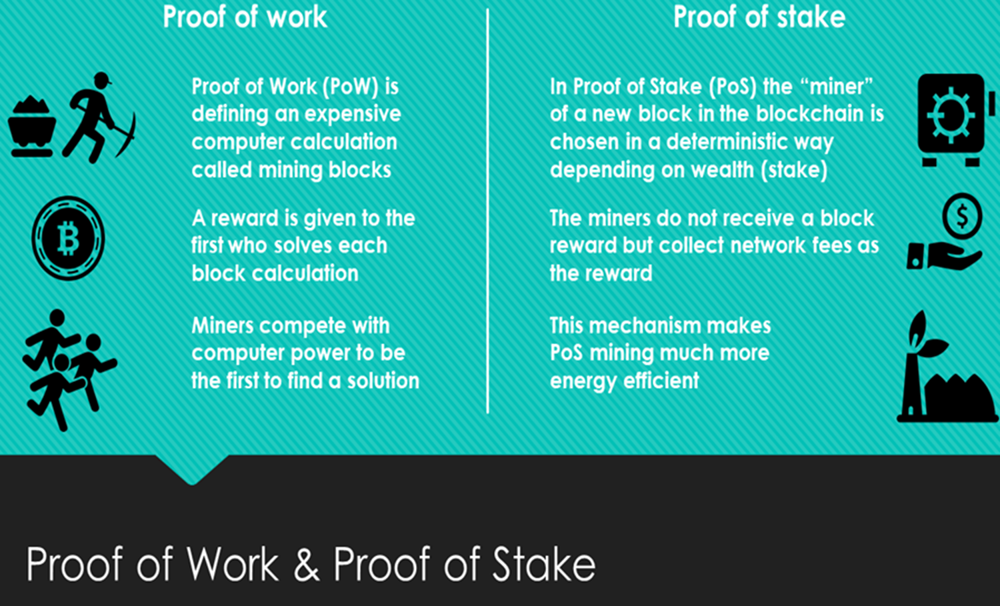 Proof of work
Proof of Work (PoW) is
defining an expensive
computer calculation
called mining blocks
A reward is given to the
first who solves each
block calculation
Miners compete with
computer power to be
the first to find a solution
Proof of stake
In Proof of Stake (PoS) the “miner”
of a new block in the blockchain is
chosen in a deterministic way
depending on wealth (stake)
The miners do not receive a block
reward but collect network fees as
the reward
This mechanism makes
PoS mining much more
energy efficient
Proof of Work & Proof of Stake